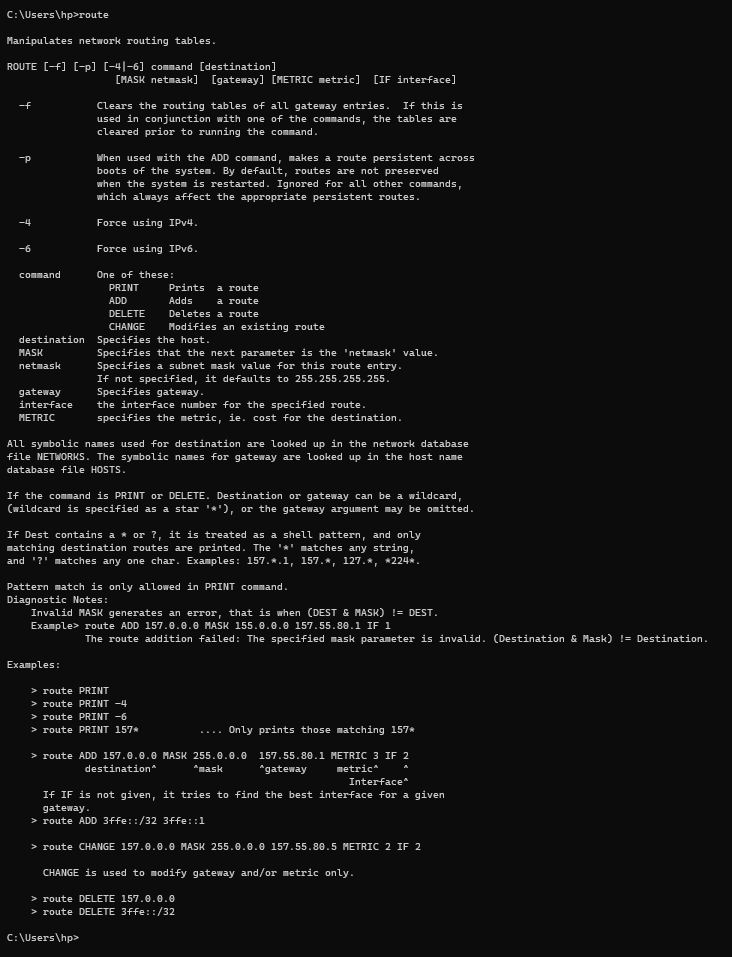 C:\Users\hp>route

Manipulates network routing tables.

ROUTE [-f] [-p] [-4|-6] command [destination]
                  [MASK netmask]  [gateway] [METRIC metric]  [IF interface]

  -f           Clears the routing tables of all gateway entries.  If this is
               used in conjunction with one of the commands, the tables are
               cleared prior to running the command.

  -p           When used with the ADD command, makes a route persistent across
               boots of the system. By default, routes are not preserved
               when the system is restarted. Ignored for all other commands,
               which always affect the appropriate persistent routes.

  -4           Force using IPv4.

  -6           Force using IPv6.

  command      One of these:
                 PRINT     Prints  a route
                 ADD       Adds    a route
                 DELETE    Deletes a route
                 CHANGE    Modifies an existing route
  destination  Specifies the host.
  MASK         Specifies that the next parameter is the 'netmask' value.
  netmask      Specifies a subnet mask value for this route entry.
               If not specified, it defaults to 255.255.255.255.
  gateway      Specifies gateway.
  interface    the interface number for the specified route.
  METRIC       specifies the metric, ie. cost for the destination.

All symbolic names used for destination are looked up in the network database
file NETWORKS. The symbolic names for gateway are looked up in the host name
database file HOSTS.

If the command is PRINT or DELETE. Destination or gateway can be a wildcard,
(wildcard is specified as a star '*'), or the gateway argument may be omitted.

If Dest contains a * or ?, it is treated as a shell pattern, and only
matching destination routes are printed. The '*' matches any string,
and '?' matches any one char. Examples: 157.*.1, 157.*, 127.*, *224*.

Pattern match is only allowed in PRINT command.
Diagnostic Notes:
    Invalid MASK generates an error, that is when (DEST & MASK) != DEST.
    Example> route ADD 157.0.0.0 MASK 155.0.0.0 157.55.80.1 IF 1
             The route addition failed: The specified mask parameter is invalid. (Destination & Mask) != Destination.

Examples:

    > route PRINT
    > route PRINT -4
    > route PRINT -6
    > route PRINT 157*          .... Only prints those matching 157*

    > route ADD 157.0.0.0 MASK 255.0.0.0  157.55.80.1 METRIC 3 IF 2
             destination^      ^mask      ^gateway     metric^    ^
                                                         Interface^
      If IF is not given, it tries to find the best interface for a given
      gateway.
    > route ADD 3ffe::/32 3ffe::1

    > route CHANGE 157.0.0.0 MASK 255.0.0.0 157.55.80.5 METRIC 2 IF 2

      CHANGE is used to modify gateway and/or metric only.

    > route DELETE 157.0.0.0
    > route DELETE 3ffe::/32

C:\Users\hp>